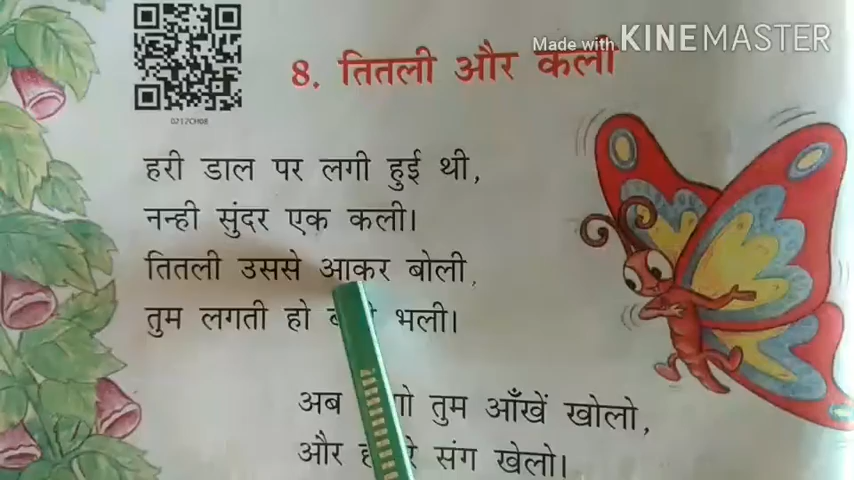 Made with KINEMASTER
8. तितली और कली
0217CH08
हरी डाल पर लगी हुई थी,
नन्ही सुंदर एक कली।
तितली उससे आकर बोली,
तुम लगती हो भली।
अब तुम आँखें खोलो,
और संग खेलो।